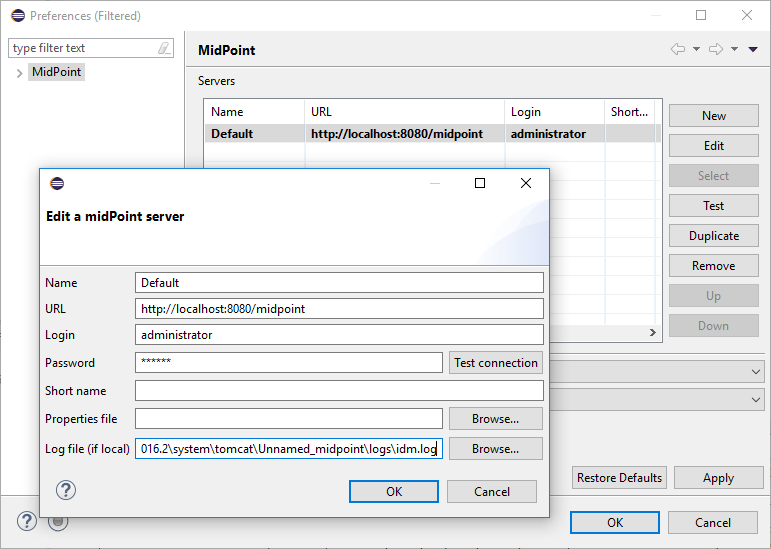 Preferences (Filtered)
type filter text
MidPoint
MidPoint
Servers
Name URL Login Short...
Default http://localhost:8080/midpoint administrator
New
Edit
Select
Test
Duplicate
Remove
Up
Down
Edit a midPoint server
Name Default
URL http://localhost:8080/midpoint
Login administrator
Password ****** Test connection
Short name
Properties file Browse...
Log file (if local) 016.2\system\tomcat\Unnamed_midpoint\logs\idm.log Browse...
? OK Cancel
Restore Defaults Apply
? OK Cancel